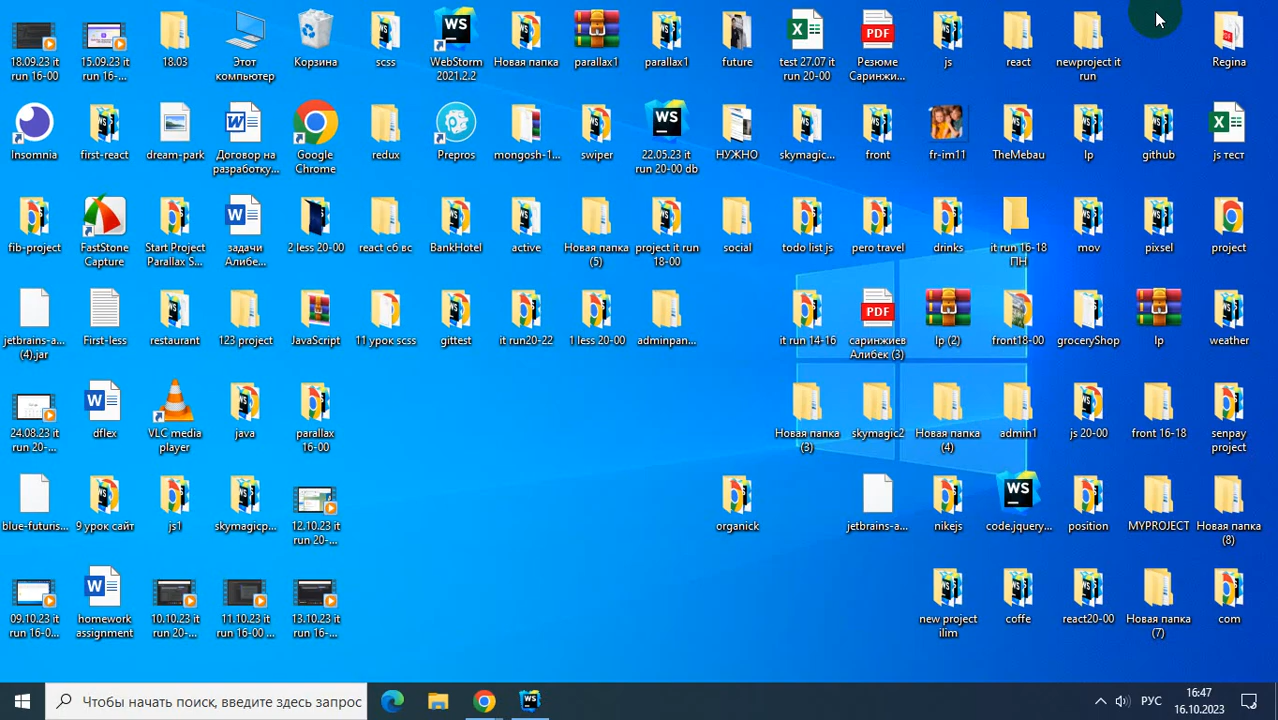 18.09.23 it
run 16-00
15.09.23 it
run 16-...
18.03
Этот
компьютер
Корзина
scss
WebStorm
2021.2.2
Новая папка
parallax1
parallax1
future
test 27.07 it
run 20-00
Резюме
Саринжи...
js
react
newproject it
run
Regina
Insomnia
first-react
dream-park
Договор на
разработку...
Google
Chrome
redux
Prepros
mongosh-1...
swiper
22.05.23 it
run 20-00 db
НУЖНО
skymagic...
front
fr-im11
TheMebau
lp
github
js тест
fib-project
FastStone
Capture
Start Project
Parallax S...
задачи
Алибе...
2 less 20-00
react сб вс
BankHotel
active
Новая папка
(5)
project it run
18-00
social
todo list js
pero travel
drinks
it run 16-18
ПН
mov
pixsel
project
jetbrains-a...
(4).jar
First-less
restaurant
123 project
JavaScript
11 урок scss
gittest
it run20-22
1 less 20-00
adminpan...
it run 14-16
саринжиев
Алибек (3)
lp (2)
front18-00
groceryShop
lp
weather
24.08.23 it
run 20-...
dflex
VLC media
player
java
parallax
16-00
Новая папка
(3)
skymagic2
Новая папка
(4)
admin1
js 20-00
front 16-18
senpay
project
blue-futuris...
9 урок сайт
js1
skymagicp...
12.10.23 it
run 20-...
organick
jetbrains-a...
nikejs
code.jquery...
position
MYPROJECT
Новая папка
(8)
09.10.23 it
run 16-0...
homework
assignment
10.10.23 it
run 20-...
11.10.23 it
run 16-00 ...
13.10.23 it
run 16-...
new project
ilim
coffe
react20-00
Новая папка
(7)
com
Чтобы начать поиск, введите здесь запрос
РУС
16:47
16.10.2023